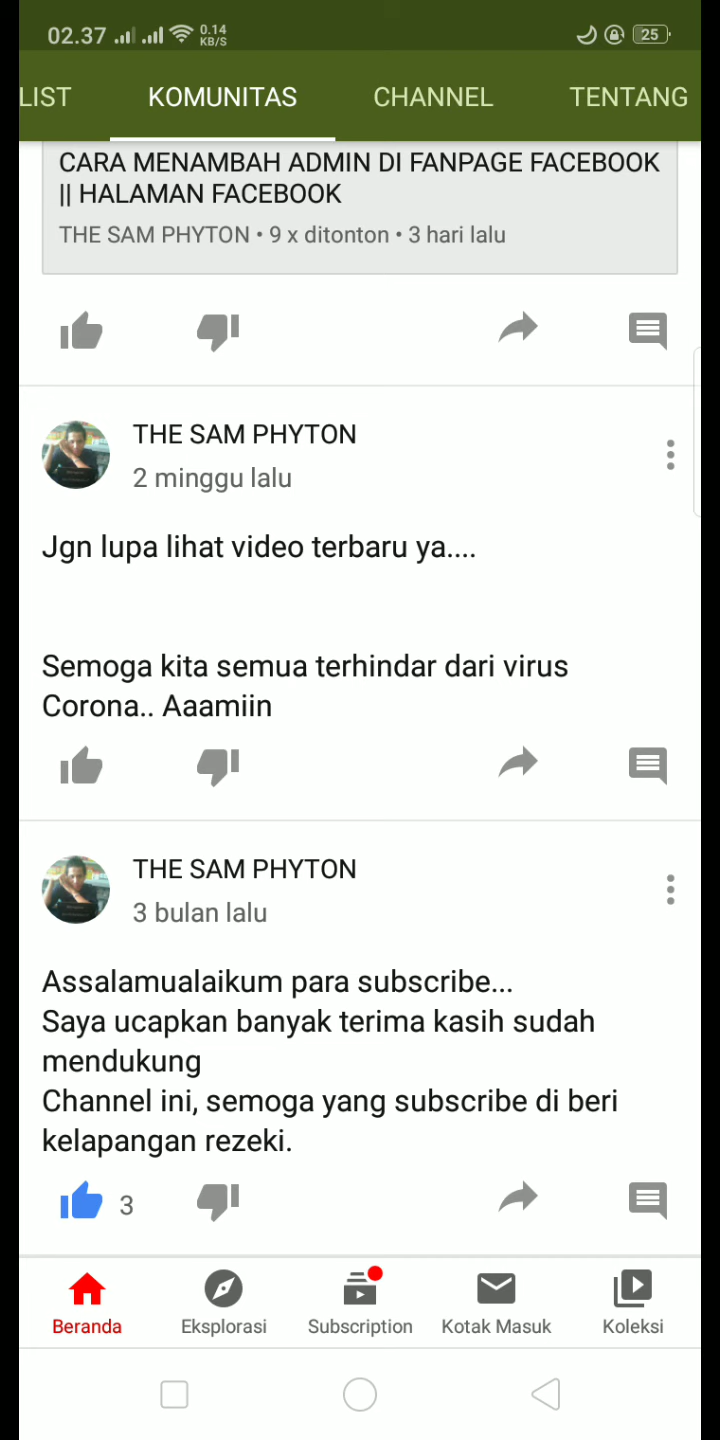 02.37
0.14
KB/S
25
LIST
KOMUNITAS
CHANNEL
TENTANG
CARA MENAMBAH ADMIN DI FANPAGE FACEBOOK
|| HALAMAN FACEBOOK
THE SAM PHYTON • 9 x ditonton • 3 hari lalu
THE SAM PHYTON
2 minggu lalu
Jgn lupa lihat video terbaru ya....
Semoga kita semua terhindar dari virus
Corona.. Aaamiin
THE SAM PHYTON
3 bulan lalu
Assalamualaikum para subscribe...
Saya ucapkan banyak terima kasih sudah
mendukung
Channel ini, semoga yang subscribe di beri
kelapangan rezeki.
3
Beranda
Eksplorasi
Subscription
Kotak Masuk
Koleksi